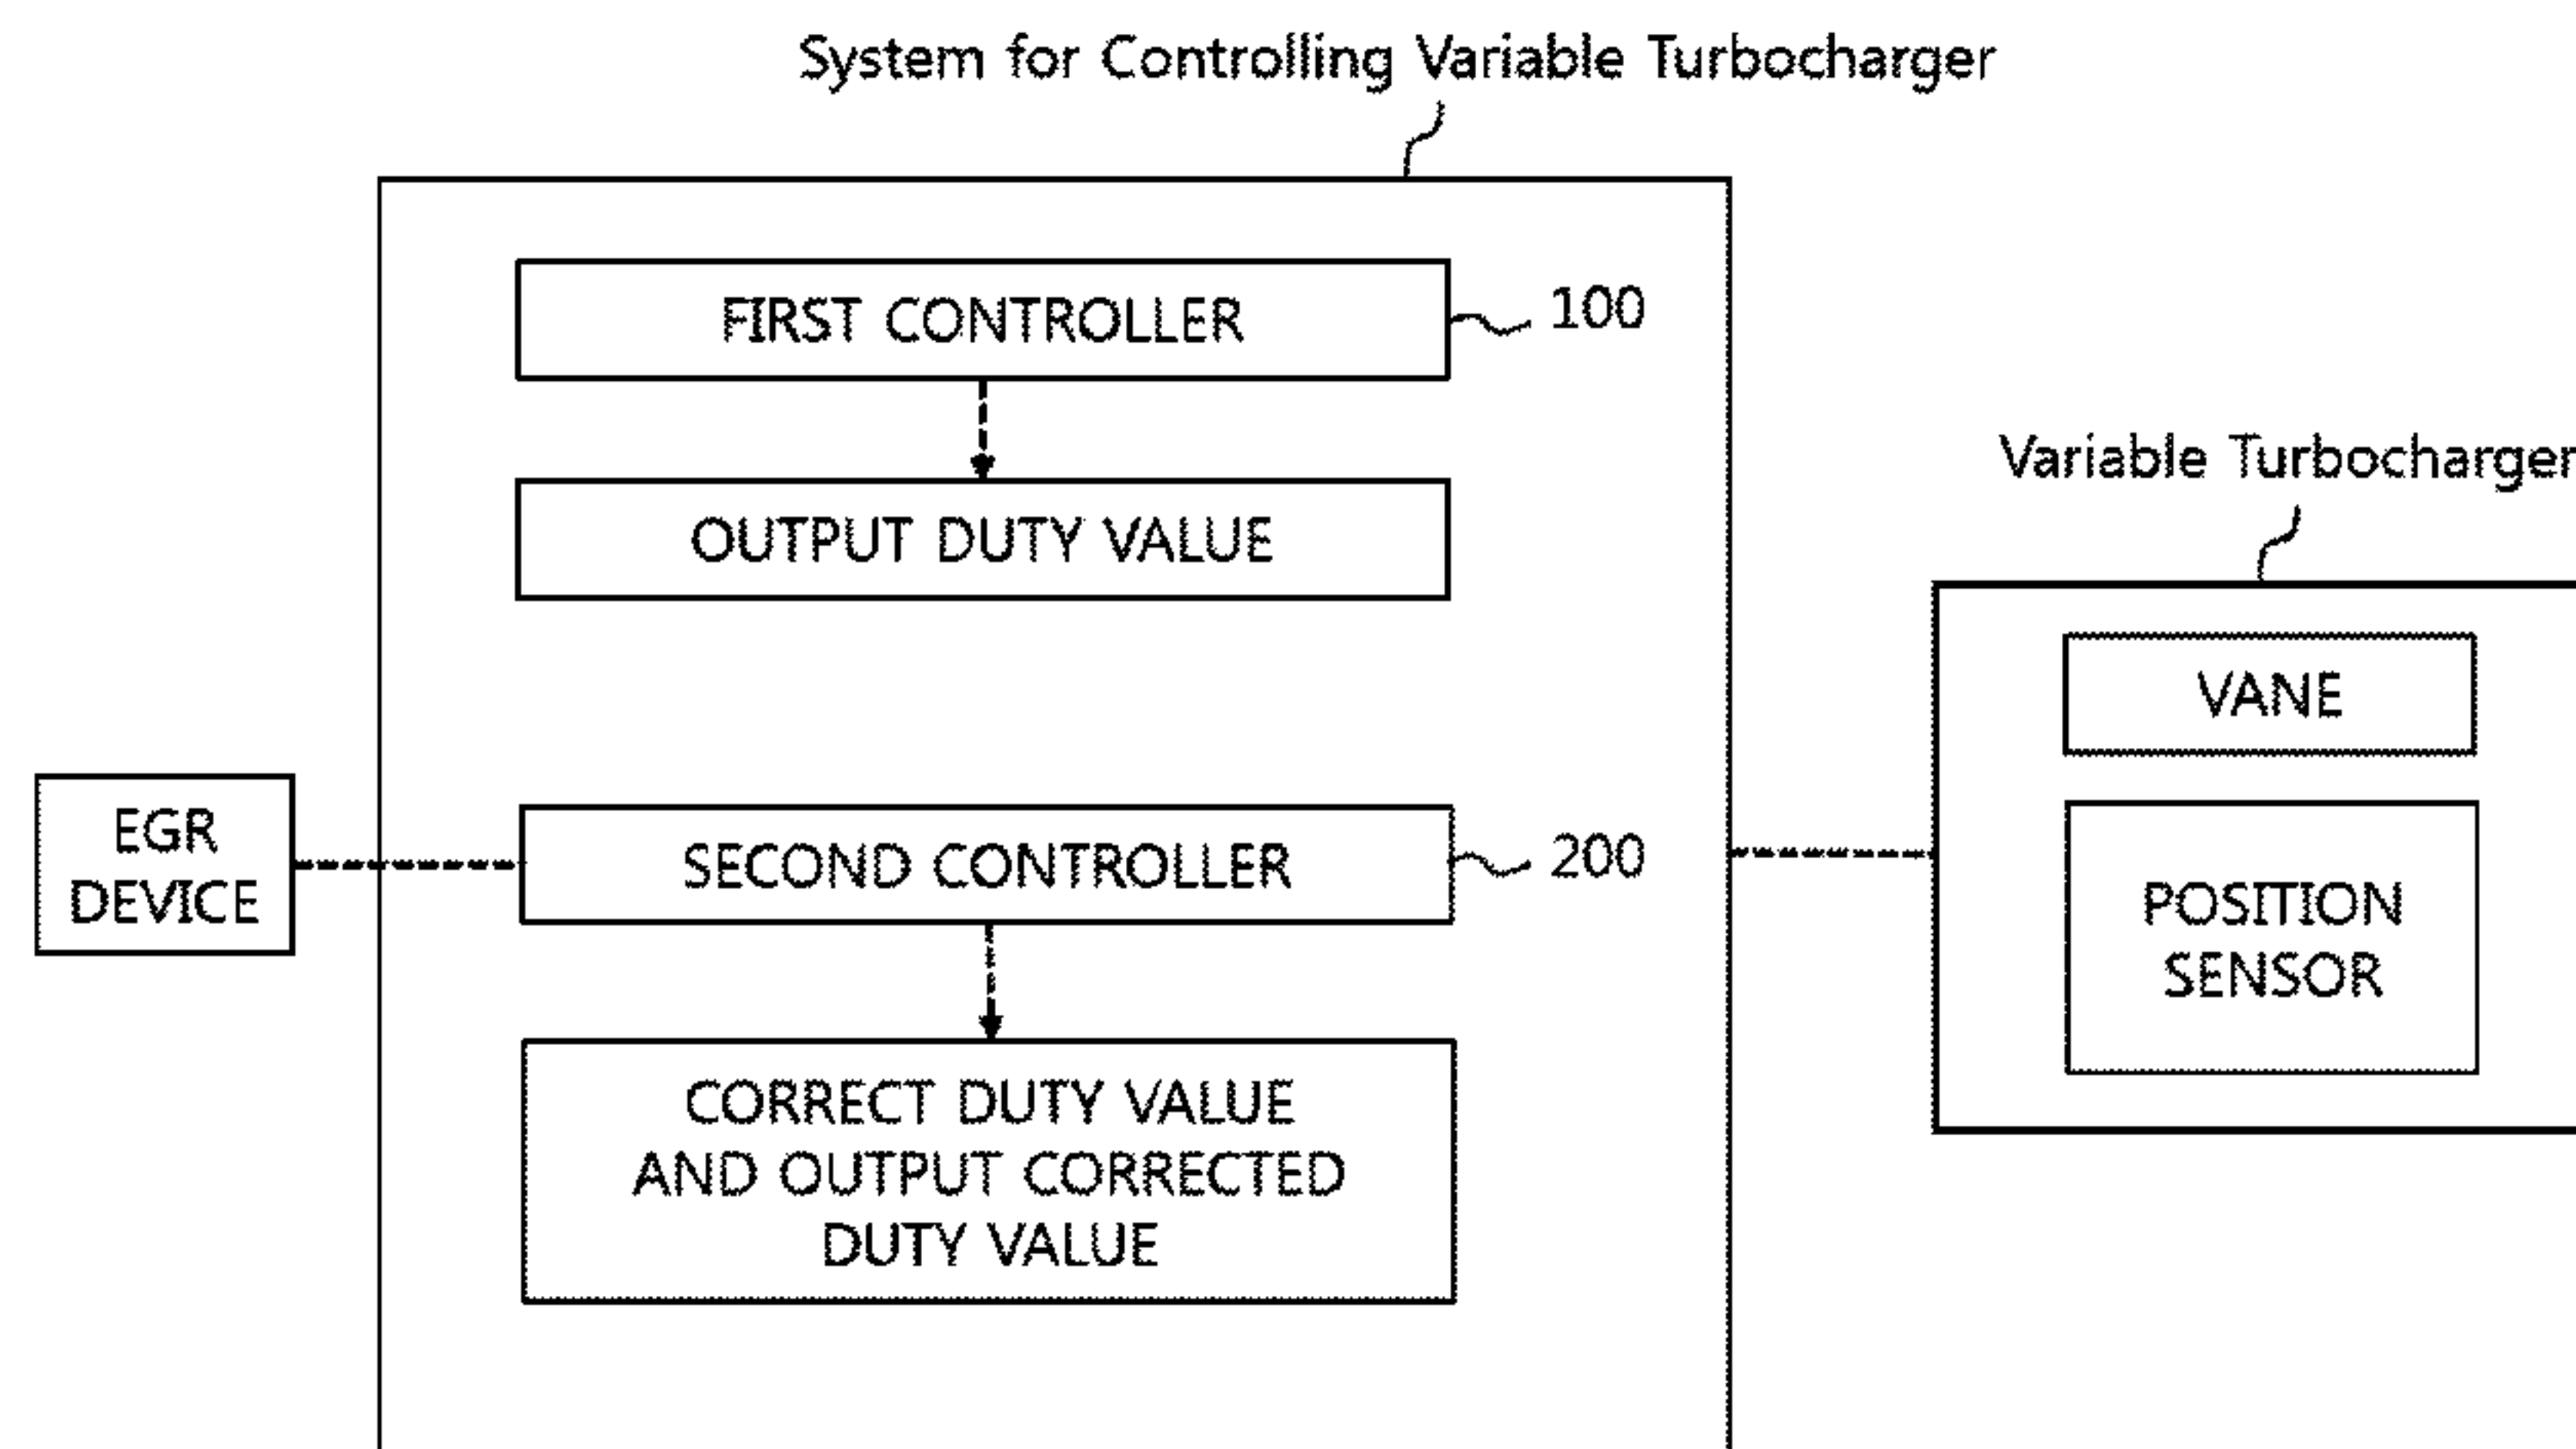 System for Controlling Variable Turbocharger
FIRST CONTROLLER
100
OUTPUT DUTY VALUE
Variable Turbocharger
VANE
EGR
DEVICE
SECOND CONTROLLER
200
POSITION
SENSOR
CORRECT DUTY VALUE
AND OUTPUT CORRECTED
DUTY VALUE